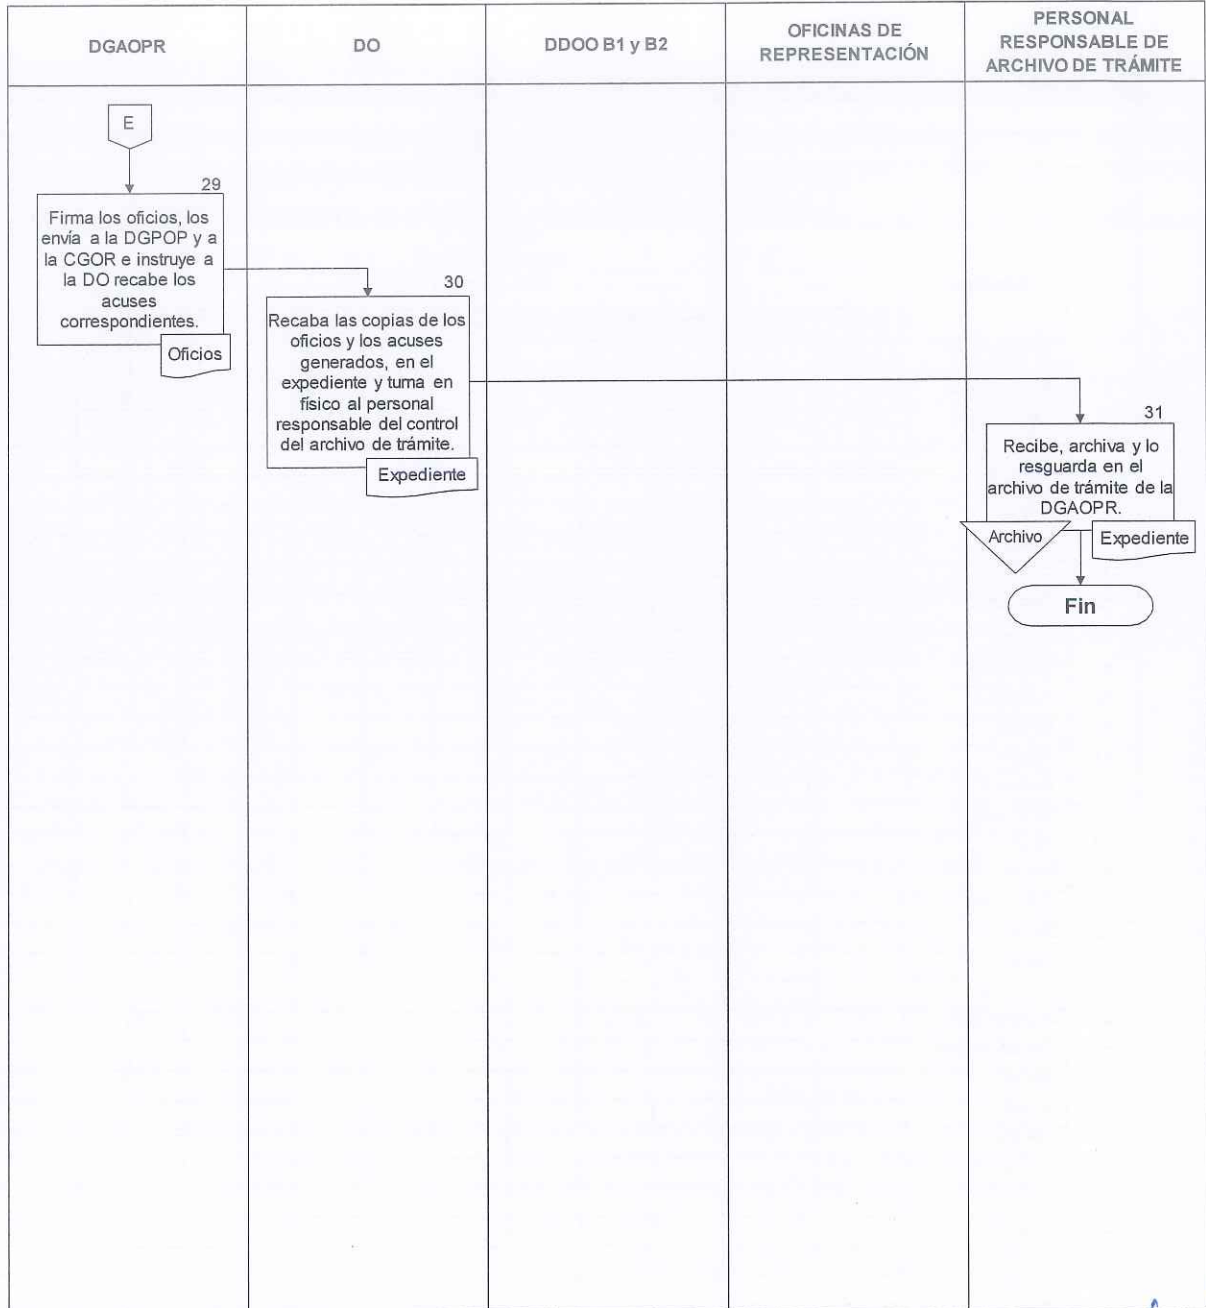 DGAOPR
DO
DDOO B1 y B2
OFICINAS DE
REPRESENTACIÓN
PERSONAL
RESPONSABLE DE
ARCHIVO DE TRÁMITE
E
29
Firma los oficios, los
envía a la DGPOP y a
la CGOR e instruye a
la DO recabe los
acuses
correspondientes.
Oficios
30
Recaba las copias de los
oficios y los acuses
generados, en el
expediente y turna en
físico al personal
responsable del control
del archivo de trámite.
Expediente
31
Recibe, archiva y lo
resguarda en el
archivo de trámite de la
DGAOPR.
Archivo
Expediente
Fin